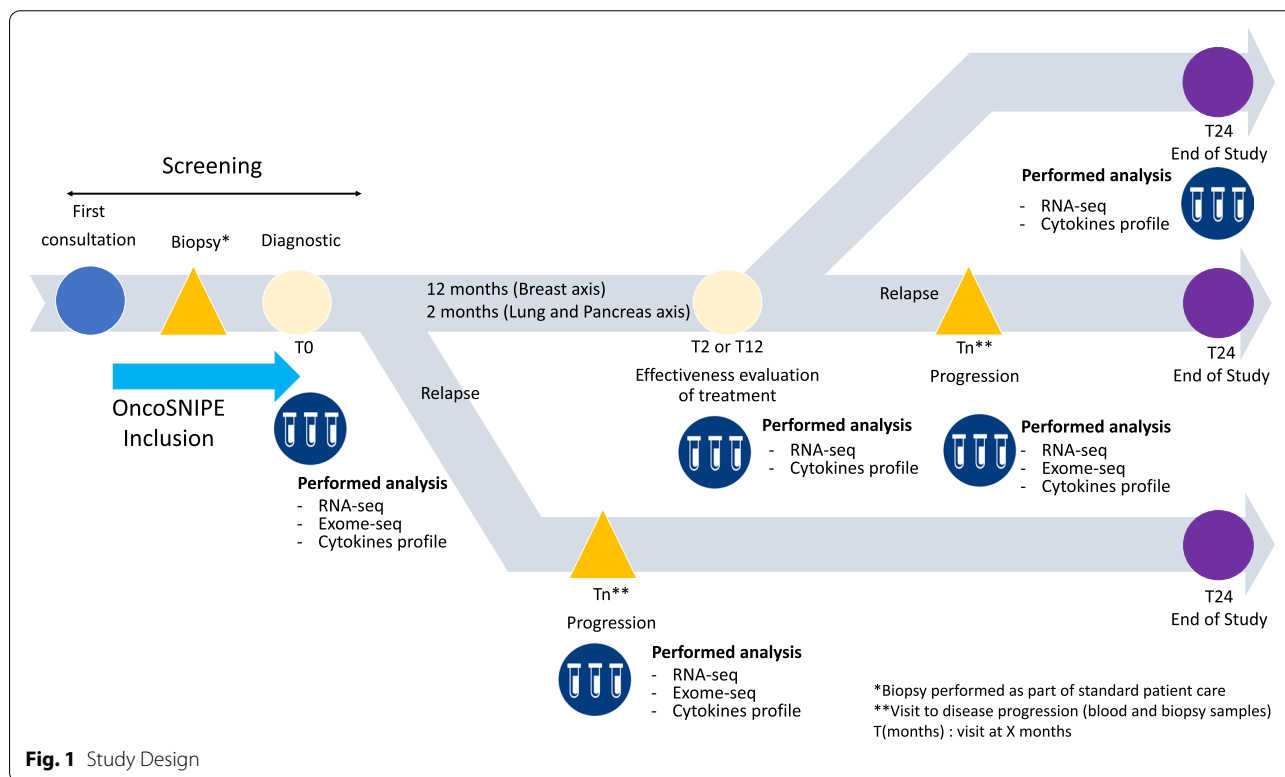 Screening
First
consultation
Biopsy*
Diagnostic
T0
OncoSNIPE
Inclusion
Performed analysis
- RNA-seq
- Exome-seq
- Cytokines profile
12 months (Breast axis)
2 months (Lung and Pancreas axis)
Relapse
T2 or T12
Effectiveness evaluation
of treatment
Performed analysis
- RNA-seq
- Cytokines profile
Relapse
Tn**
Progression
Performed analysis
- RNA-seq
- Exome-seq
- Cytokines profile
T24
End of Study
Performed analysis
- RNA-seq
- Cytokines profile
T24
End of Study
Tn**
Progression
Performed analysis
- RNA-seq
- Exome-seq
- Cytokines profile
T24
End of Study
*Biopsy performed as part of standard patient care
**Visit to disease progression (blood and biopsy samples)
T(months) : visit at X months
Fig. 1 Study Design